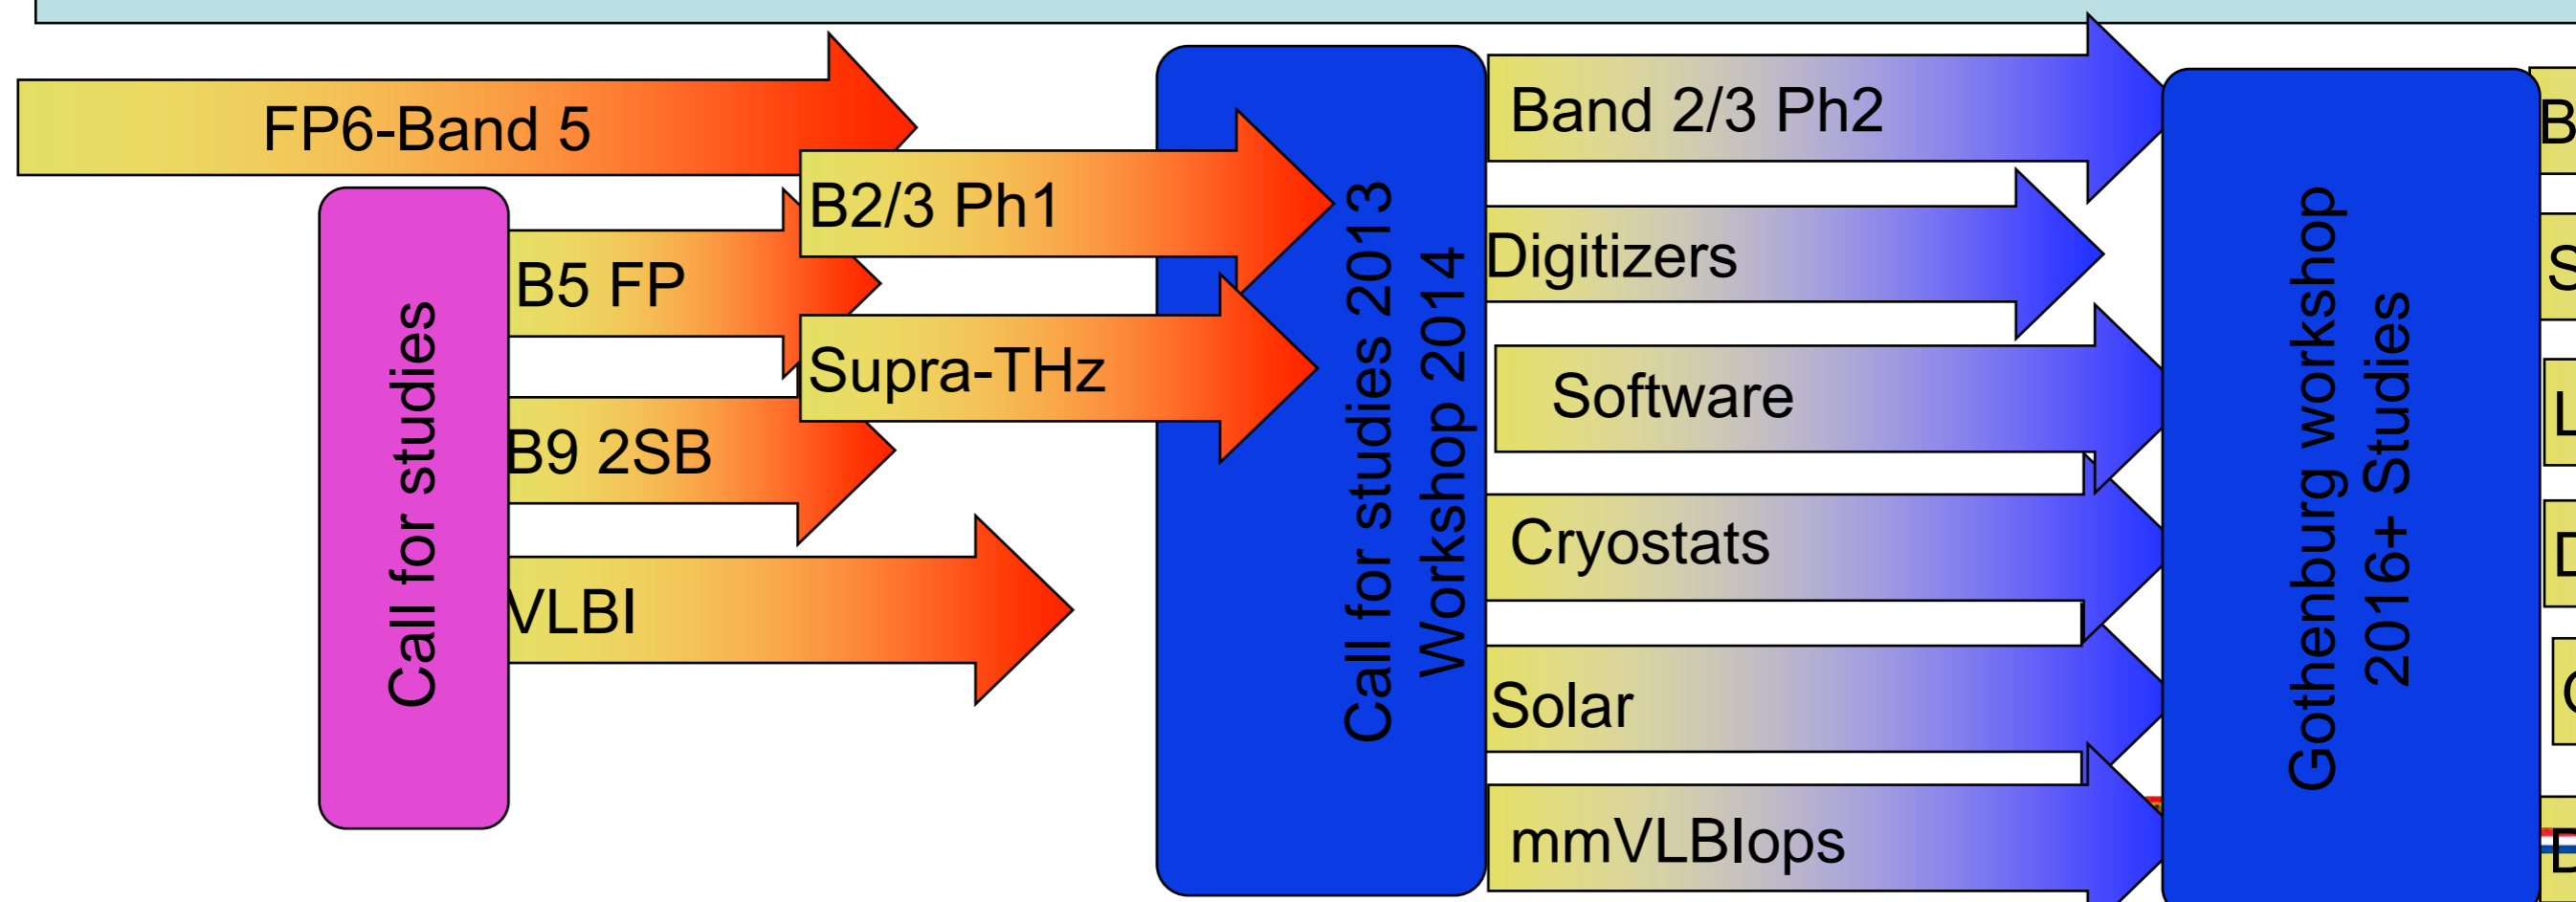 FP6-Band 5
Call for studies
B5 FP
B9 2SB
VLBI
B2/3 Ph1
Supra-THz
Call for studies 2013
Workshop 2014
Band 2/3 Ph2
Digitizers
Software
Cryostats
Solar
mmVLBIops
Gothenburg workshop
2016+ Studies
B
S
L
D
D